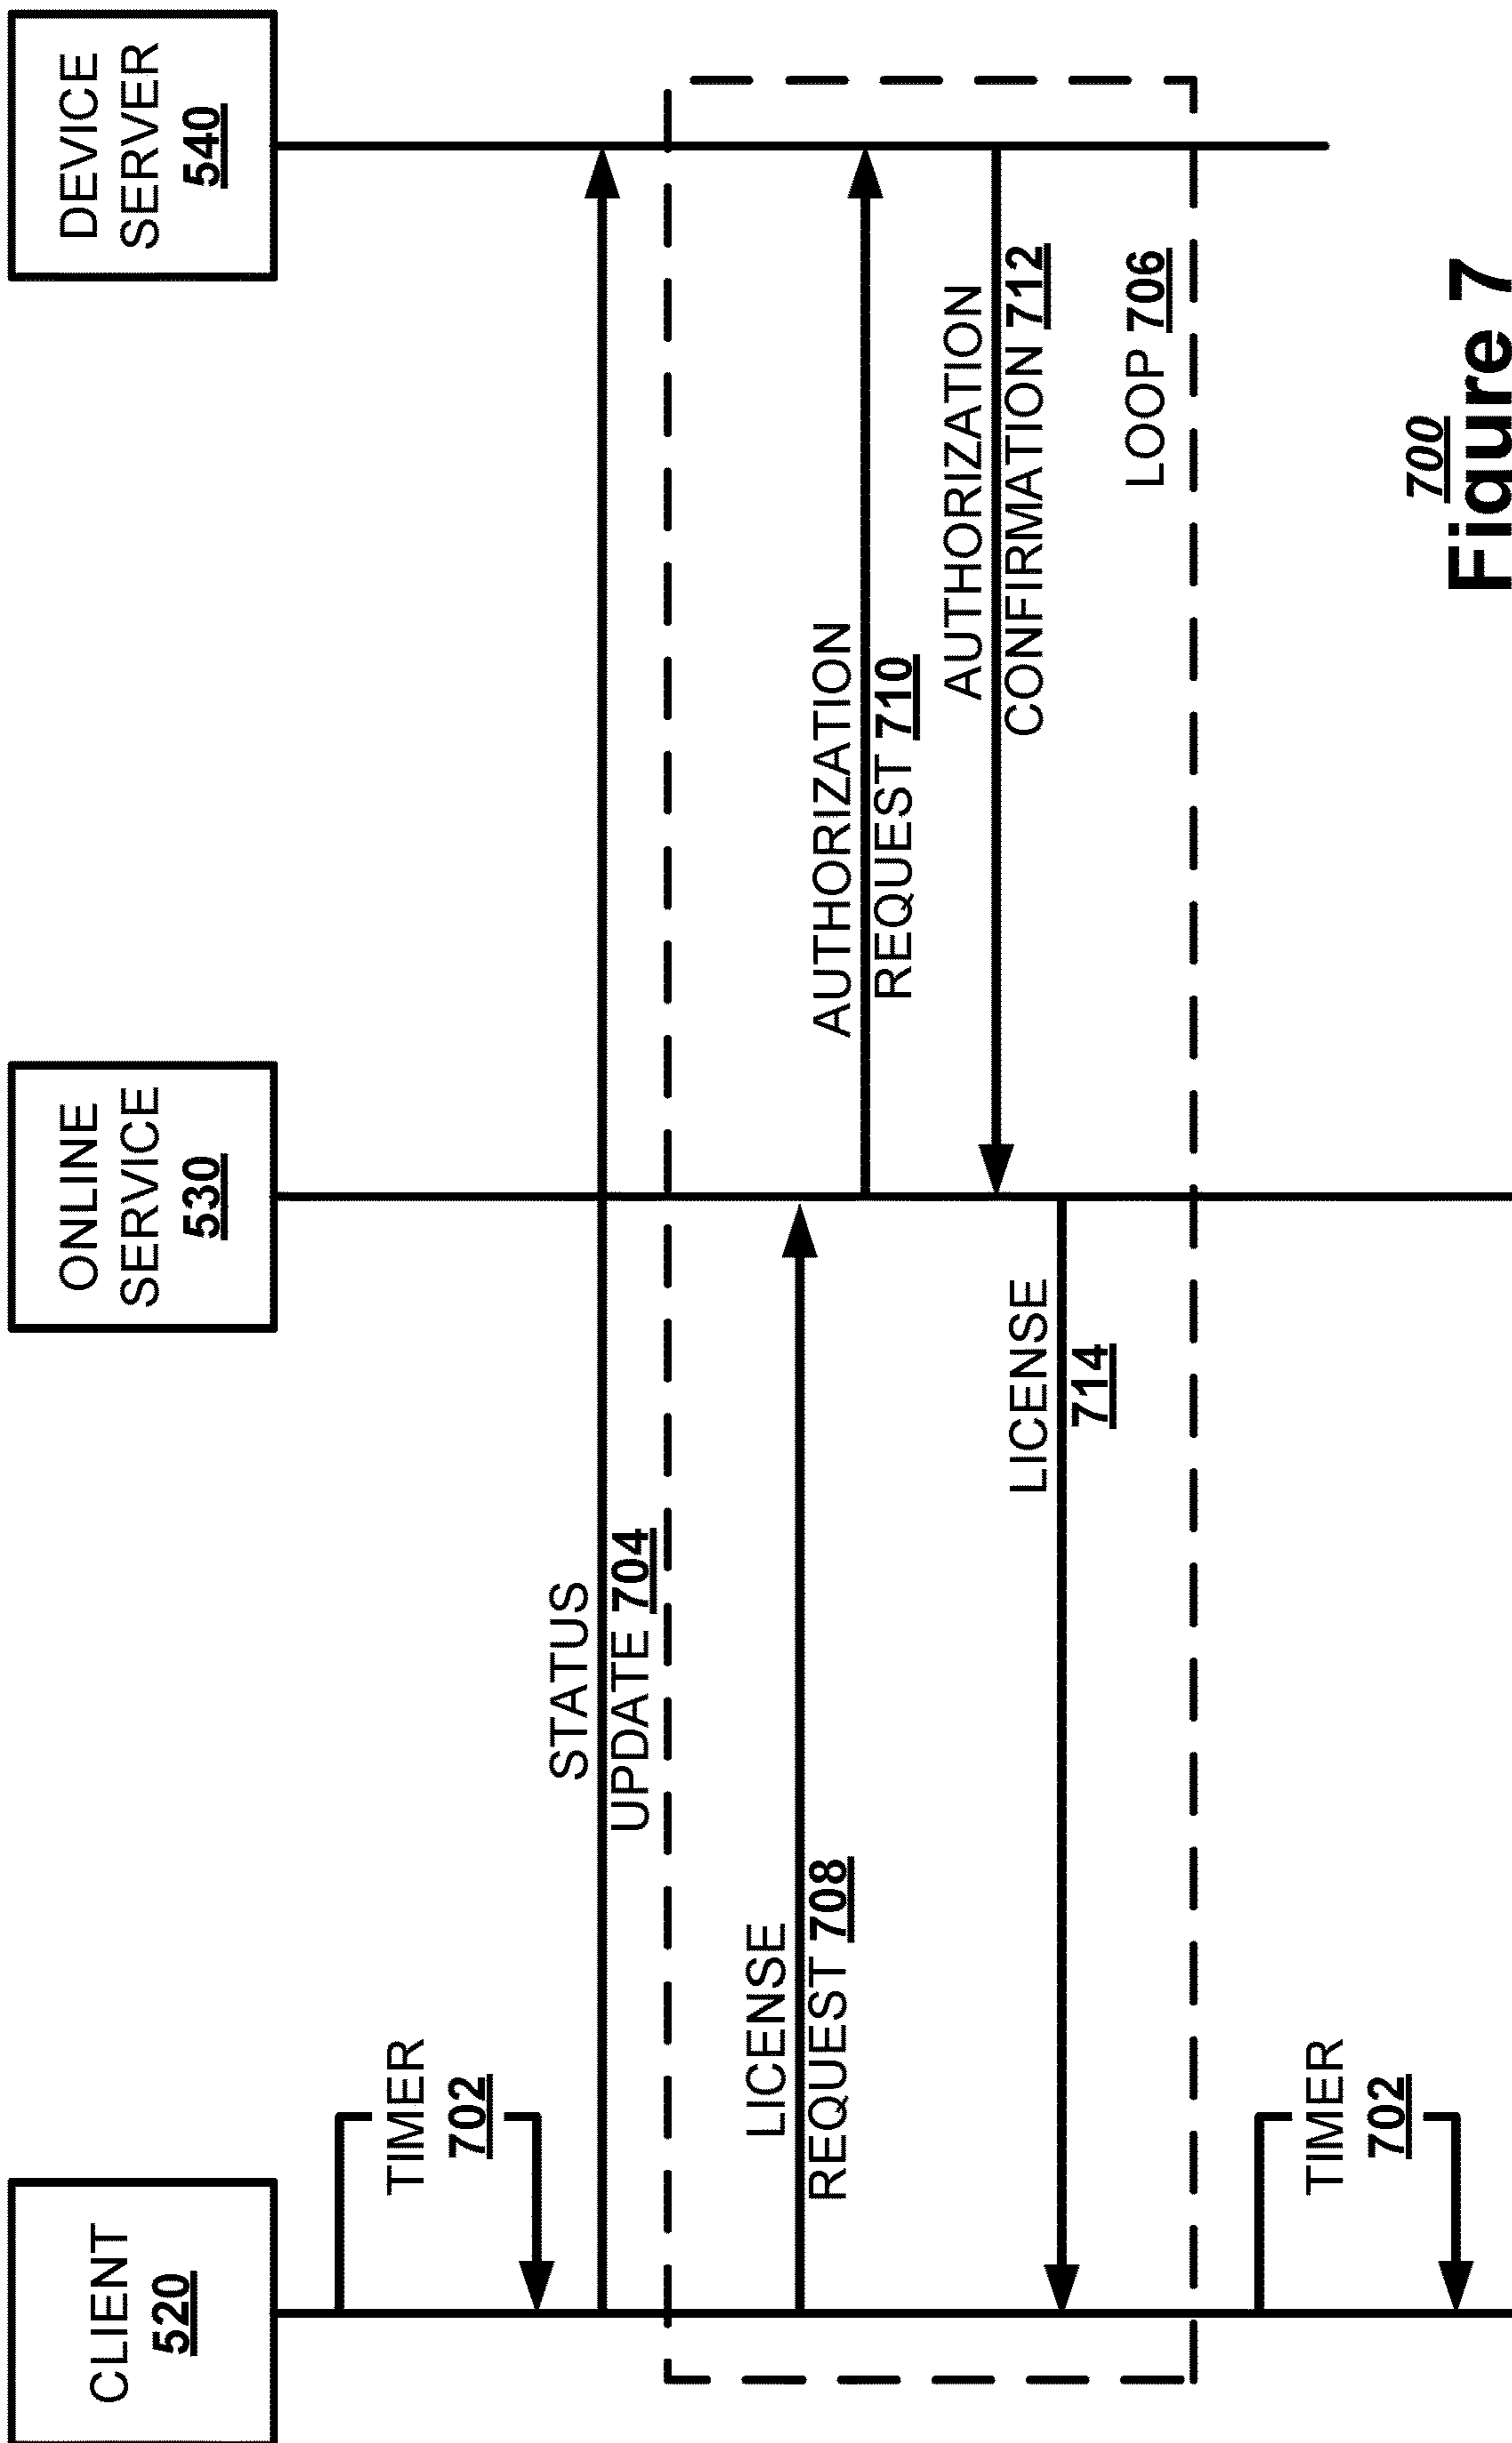 CLIENT
520
ONLINE
SERVICE
530
DEVICE
SERVER
540
TIMER
702
STATUS
UPDATE 704
LICENSE
REQUEST 708
AUTHORIZATION
REQUEST 710
AUTHORIZATION
CONFIRMATION 712
LICENSE
714
LOOP 706
TIMER
702
700
Figure 7